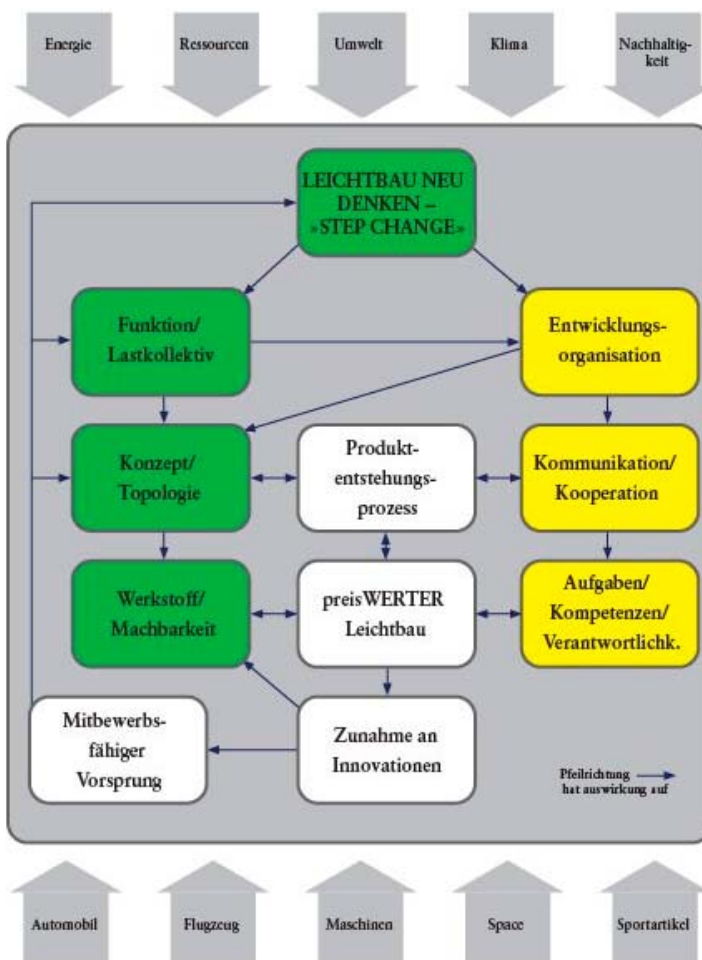 Energie
Ressourcen
Umwelt
Klima
Nachhaltig-
keit
LEICHTBAU NEU
DENKEN –
»STEP CHANGE»
Funktion/
Lastkollektiv
Entwicklungs-
organisation
Konzept/
Topologie
Produkt-
entstehungs-
prozess
Kommunikation/
Kooperation
Werkstoff/
Machbarkeit
preisWERTER
Leichtbau
Aufgaben/
Kompetenzen/
Verantwortlichk.
Mitbewerbs-
fähiger
Vorsprung
Zunahme an
Innovationen
Pfeilrichtung
hat auswirkung auf
Automobil
Flugzeug
Maschinen
Space
Sportartikel